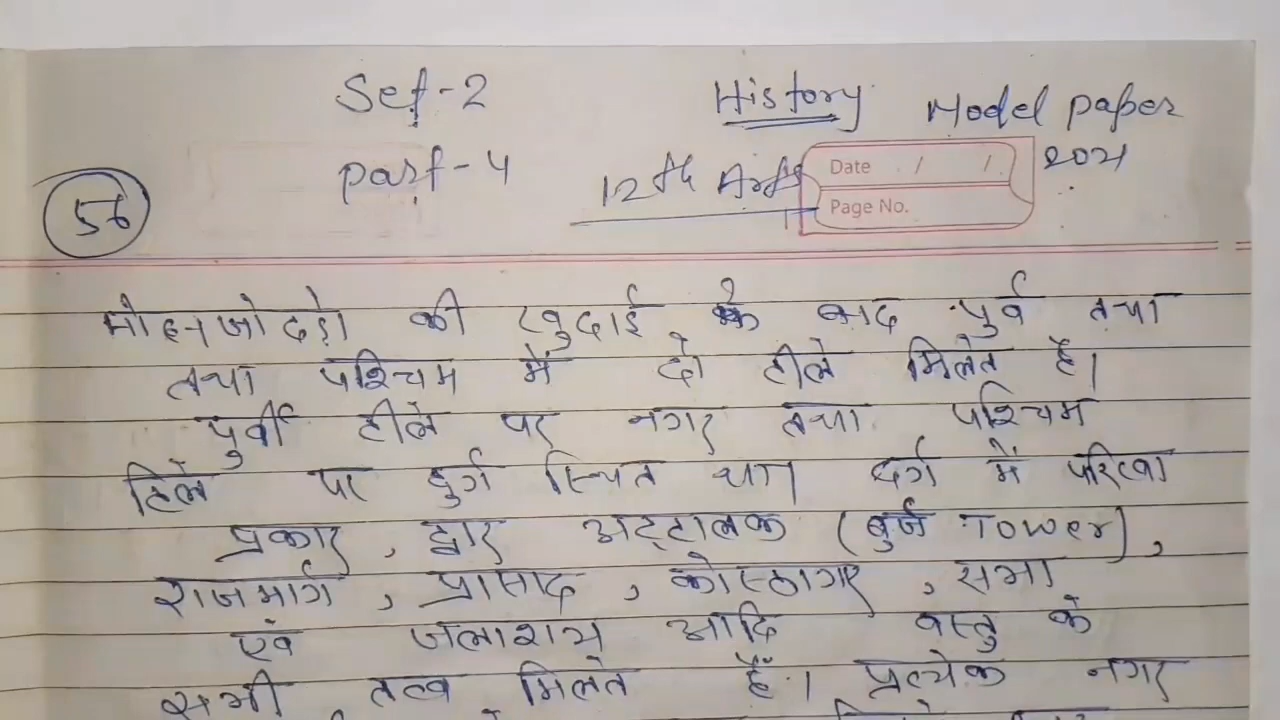 Set-2 History Model paper
Part-4 12th Arts Date / / 2021
Page No.
56
मोहनजोदड़ो की खुदाई के बाद पुर्व तथा
तथा पश्चिम में दो टीले मिलते है।
पुर्वी टीले पर नगर तथा पश्चिम
टिले पर दुर्ग स्थित था। दर्ग में परिखा
प्रकार, द्वार अट्टालक (बुर्ज Tower),
राजमार्ग, प्रासाद, कोस्ठागार, सभा
एवं जलाशय आदि वस्तु के
सभी तत्व मिलते हैं। प्रत्येक नगर